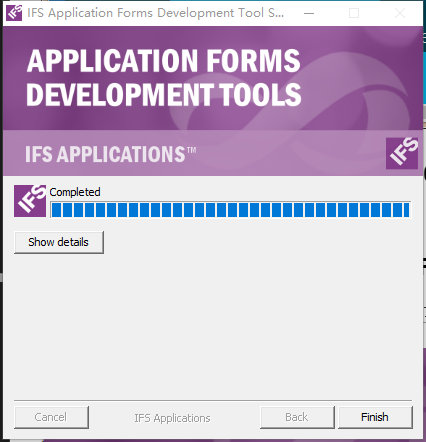 IFS Application Forms Development Tool S...
APPLICATION FORMS
DEVELOPMENT TOOLS
IFS APPLICATIONS™
IFS
IFS
Completed
Show details
Cancel
IFS Applications
Back
Finish